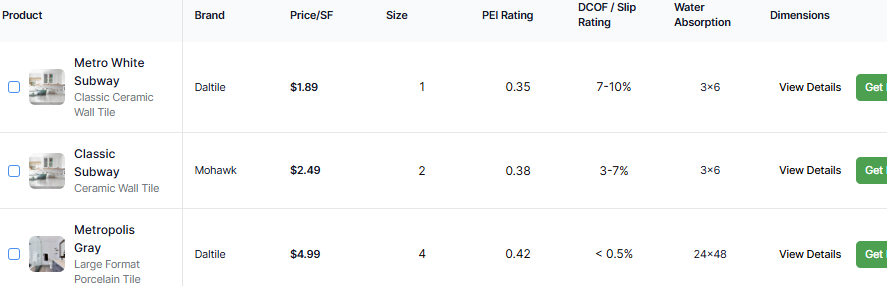 Product Brand Price/SF Size PEI Rating DCOF / Slip Rating Water Absorption Dimensions
Metro White
Subway
Classic Ceramic
Wall Tile
Daltile $1.89 1 0.35 7-10% 3×6 View Details Get
Classic
Subway
Ceramic Wall Tile
Mohawk $2.49 2 0.38 3-7% 3×6 View Details Get
Metropolis
Gray
Large Format
Porcelain Tile
Daltile $4.99 4 0.42 < 0.5% 24×48 View Details Get